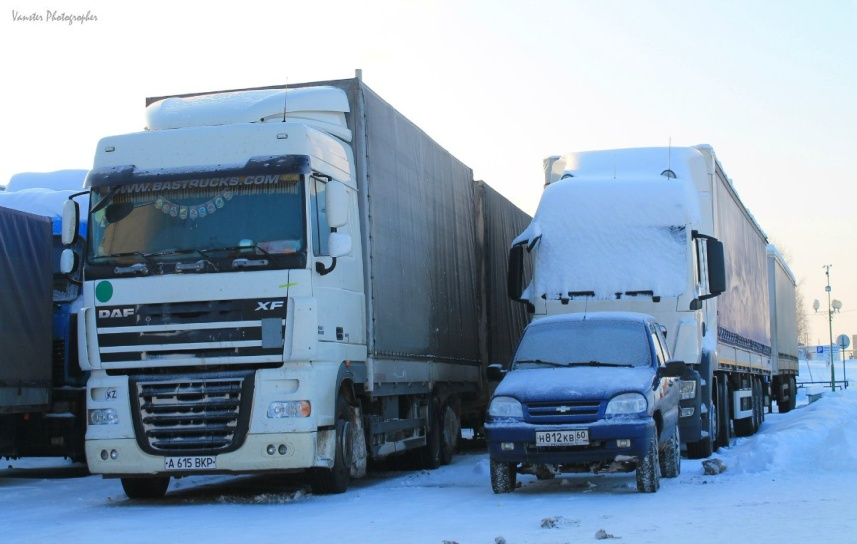 Vanster Photographer
WWW.BASTRUCKS.COM
DAF
XF
KZ
A 615 BKP
H812KB 60